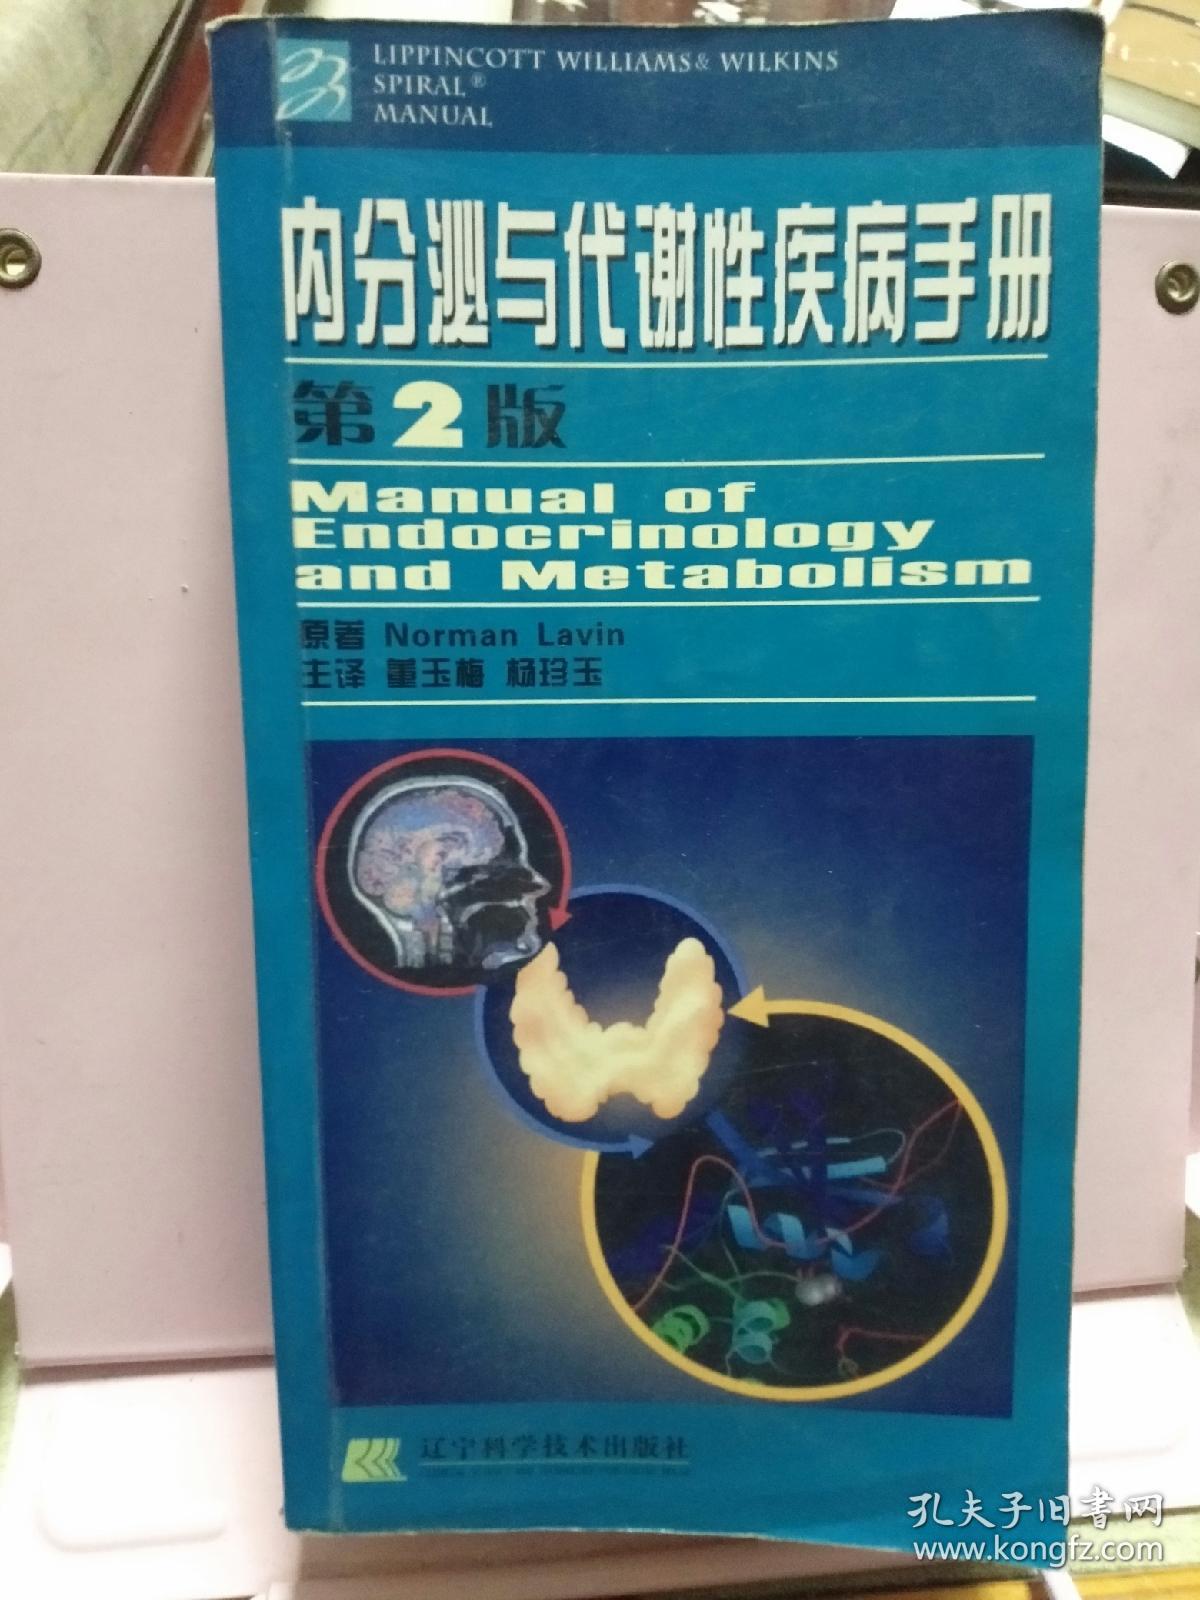 LIPPINCOTT WILLIAMS & WILKINS
SPIRAL®
MANUAL
内分泌与代谢性疾病手册
第2版
Manual of
Endocrinology
and Metabolism
原著 Norman Lavin
主译 董玉梅 杨珍玉
辽宁科学技术出版社
孔夫子旧书网
www.kongfz.com